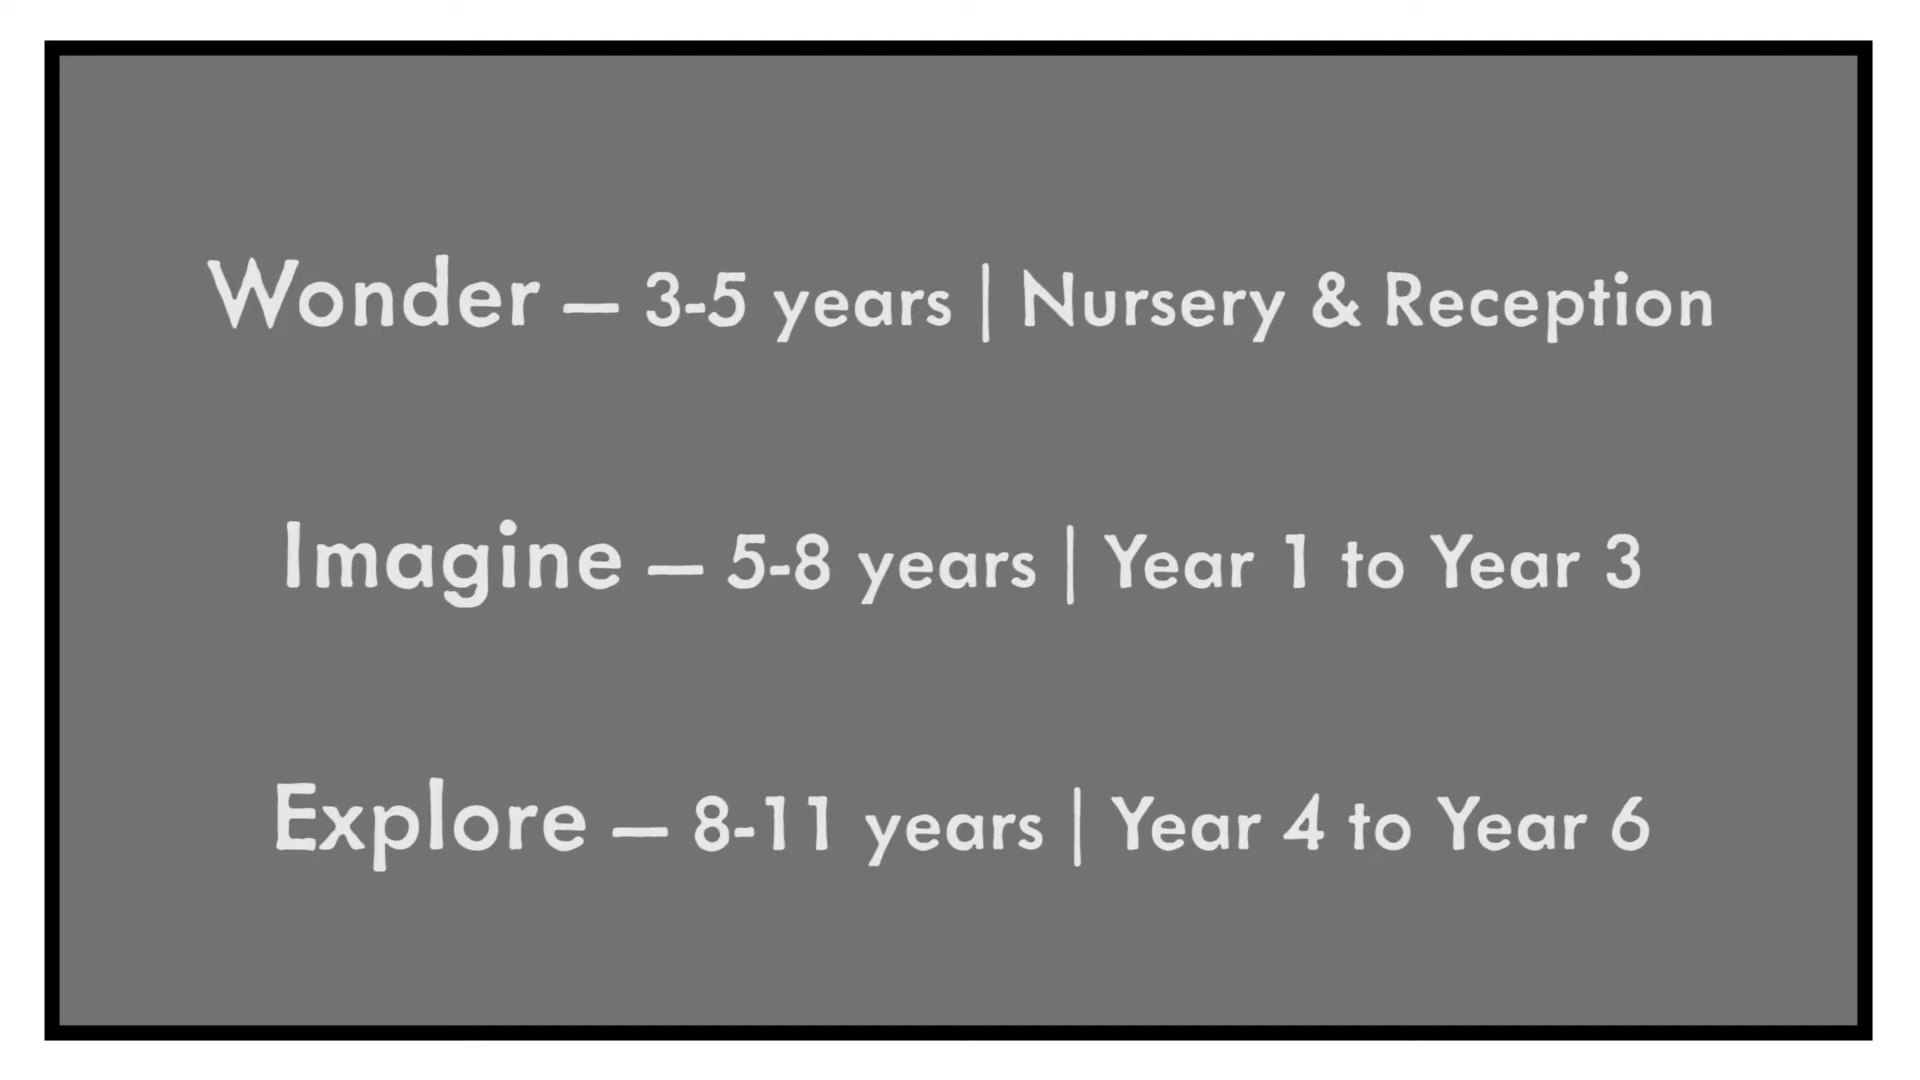 Wonder – 3-5 years | Nursery & Reception
Imagine – 5-8 years | Year 1 to Year 3
Explore – 8-11 years | Year 4 to Year 6